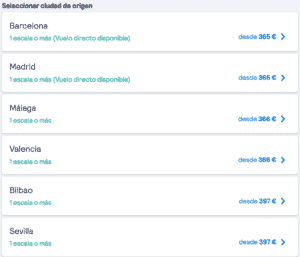 Seleccionar ciudad de origen
Barcelona
1 escala o más (Vuelo directo disponible)
desde 365 €
Madrid
1 escala o más (Vuelo directo disponible)
desde 365 €
Málaga
1 escala o más
desde 366 €
Valencia
1 escala o más
desde 366 €
Bilbao
1 escala o más
desde 397 €
Sevilla
1 escala o más
desde 397 €